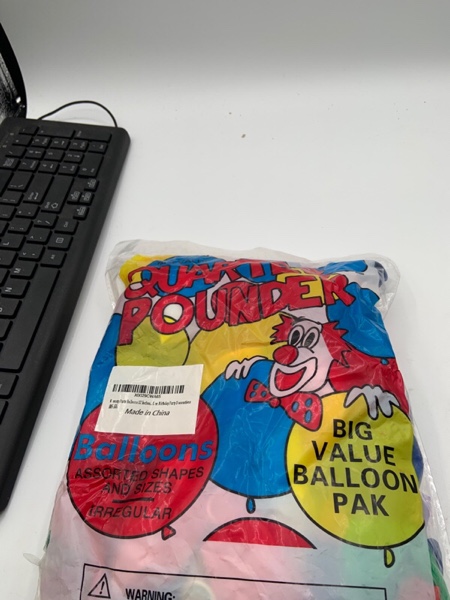 QUARTER
POUNDER
Made in China
Balloons
ASSORTED SHAPES
AND SIZES
IRREGULAR
BIG
VALUE
BALLOON
PAK
WARNING: